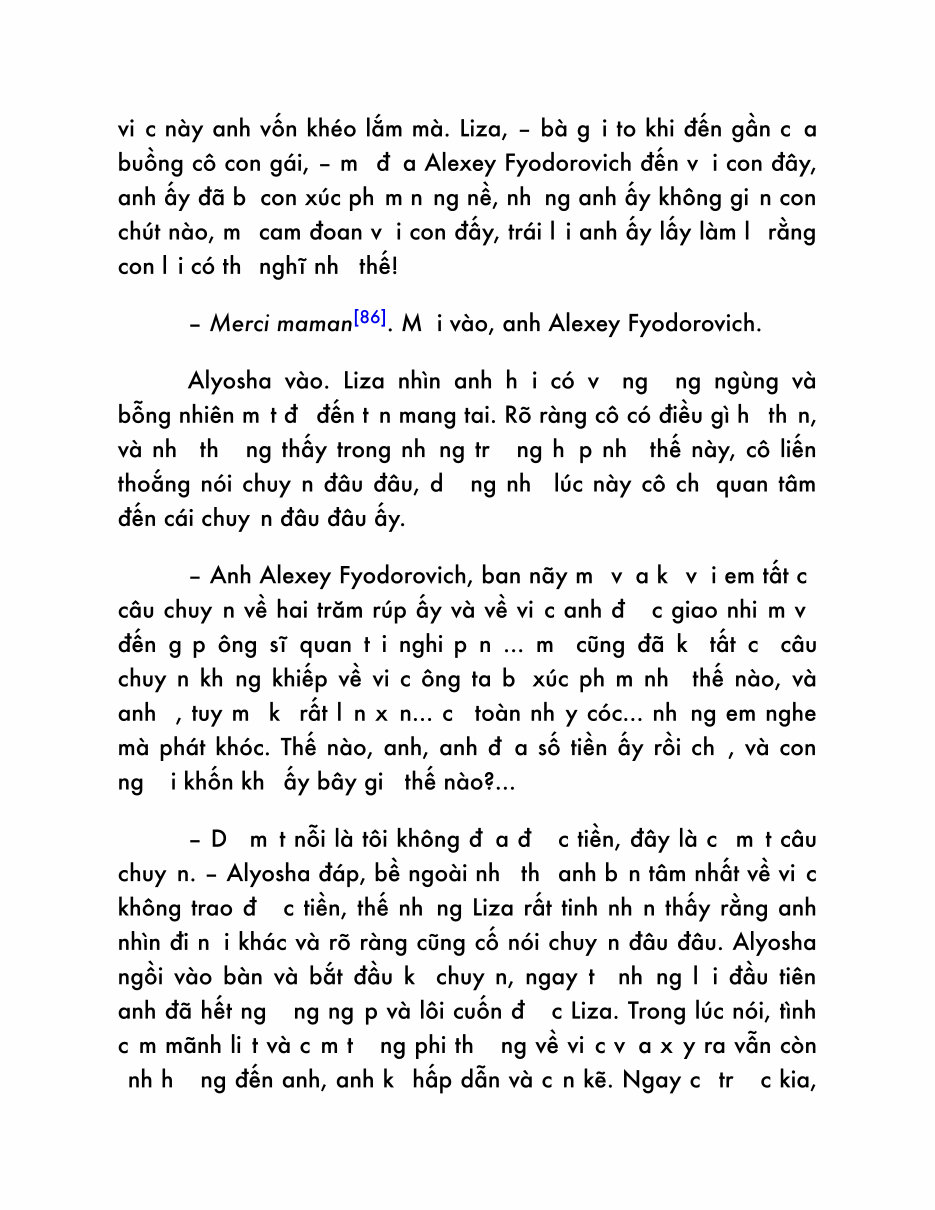 vi c này anh vốn khéo lắm mà. Liza, – bà g i to khi đến gần c a
buồng cô con gái, – m đ a Alexey Fyodorovich đến v i con đây,
anh ấy đã b con xúc ph m n ng nề, nh ng anh ấy không gi n con
chút nào, m cam đoan v i con đấy, trái l i anh ấy lấy làm l rằng
con l i có th nghĩ nh thế!
– Merci maman[86]. M i vào, anh Alexey Fyodorovich.
Alyosha vào. Liza nhìn anh h i có v ng ng ngùng và
bỗng nhiên m t đ đến t n mang tai. Rõ ràng cô có điều gì h th n,
và nh th ng thấy trong nh ng tr ng h p nh thế này, cô liến
thoắng nói chuy n đâu đâu, d ng nh lúc này cô ch quan tâm
đến cái chuy n đâu đâu ấy.
– Anh Alexey Fyodorovich, ban nãy m v a k v i em tất c
câu chuy n về hai trăm rúp ấy và về vi c anh đ c giao nhi m v
đến g p ông sĩ quan t i nghi p n ... m cũng đã k tất c câu
chuy n kh ng khiếp về vi c ông ta b xúc ph m nh thế nào, và
anh , tuy m k rất l n x n... c toàn nh y cóc... nh ng em nghe
mà phát khóc. Thế nào, anh, anh đ a số tiền ấy rồi ch , và con
ng i khốn kh ấy bây gi thế nào?...
– D m t nỗi là tôi không đ a đ c tiền, đây là c m t câu
chuy n. – Alyosha đáp, bề ngoài nh th anh b n tâm nhất về vi c
không trao đ c tiền, thế nh ng Liza rất tinh nh n thấy rằng anh
nhìn đi n i khác và rõ ràng cũng cố nói chuy n đâu đâu. Alyosha
ngồi vào bàn và bắt đầu k chuy n, ngay t nh ng l i đầu tiên
anh đã hết ng ng ng p và lôi cuốn đ c Liza. Trong lúc nói, tình
c m mãnh li t và c m t ng phi th ng về vi c v a x y ra vẫn còn
nh h ng đến anh, anh k hấp dẫn và c n kẽ. Ngay c tr c kia,